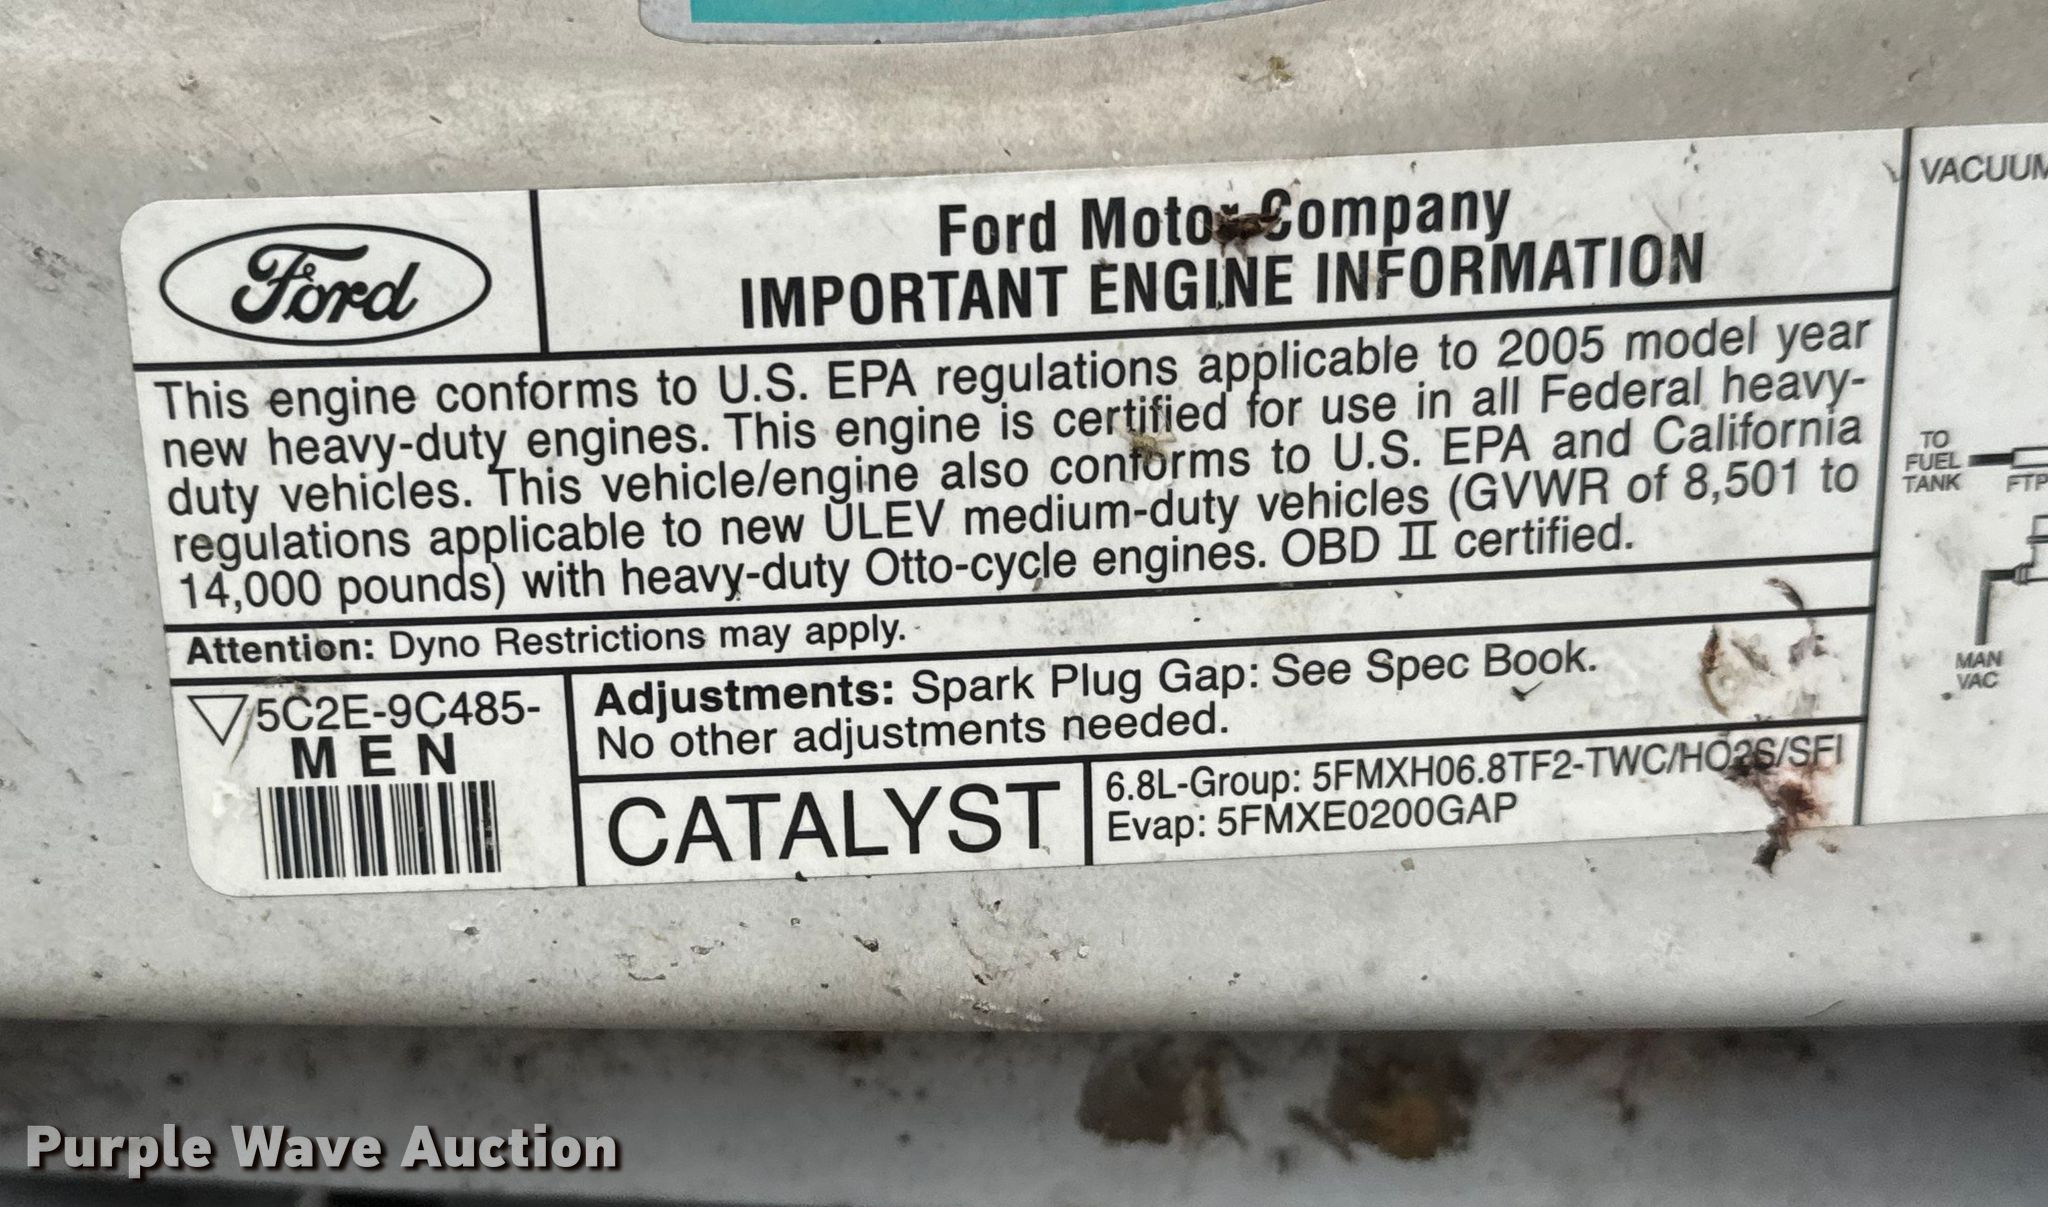 Ford
Ford Motor Company
IMPORTANT ENGINE INFORMATION
This engine conforms to U.S. EPA regulations applicable to 2005 model year
new heavy-duty engines. This engine is certified for use in all Federal heavy-
duty vehicles. This vehicle/engine also conforms to U.S. EPA and California
regulations applicable to new ULEV medium-duty vehicles (GVWR of 8,501 to
14,000 pounds) with heavy-duty Otto-cycle engines. OBD II certified.
Attention: Dyno Restrictions may apply.
5C2E-9C485-
MEN
Adjustments: Spark Plug Gap: See Spec Book.
No other adjustments needed.
CATALYST
6.8L-Group: 5FMXH06.8TF2-TWC/HO2S/SFI
Evap: 5FMXE0200GAP
VACUUM
TO
FUEL
TANK
FTP
MAN
VAC
Purple Wave Auction